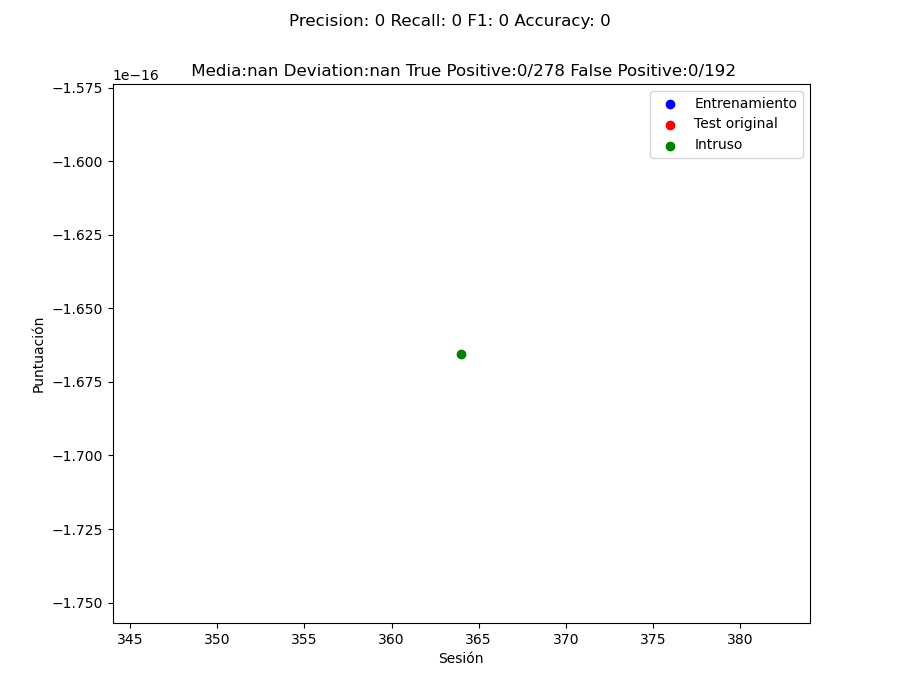 Precision: 0 Recall: 0 F1: 0 Accuracy: 0
Media:nan Deviation:nan True Positive:0/278 False Positive:0/192
1e−16
−1.575
−1.600
−1.625
−1.650
−1.675
−1.700
−1.725
−1.750
Puntuación
Entrenamiento
Test original
Intruso
345 350 355 360 365 370 375 380
Sesión